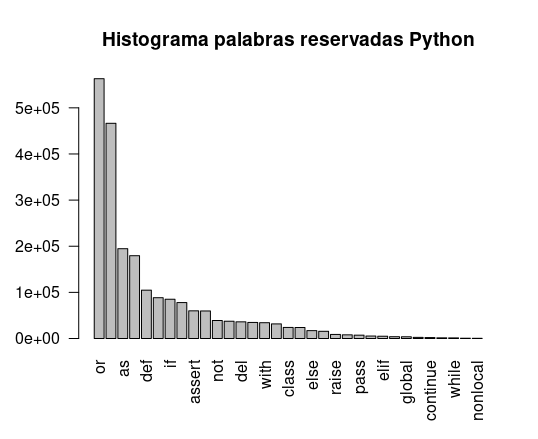 Histograma palabras reservadas Python
5e+05
4e+05
3e+05
2e+05
1e+05
0e+00
or
as
def
if
assert
not
del
with
class
else
raise
pass
elif
global
continue
while
nonlocal